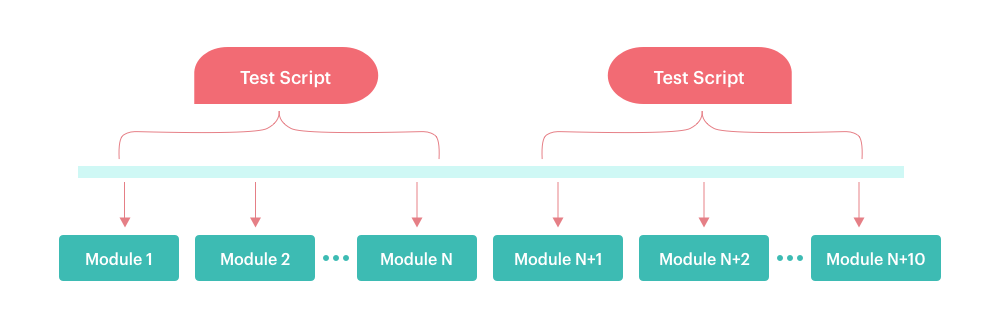 Test Script
Test Script
Module 1
Module 2
Module N
Module N+1
Module N+2
Module N+10